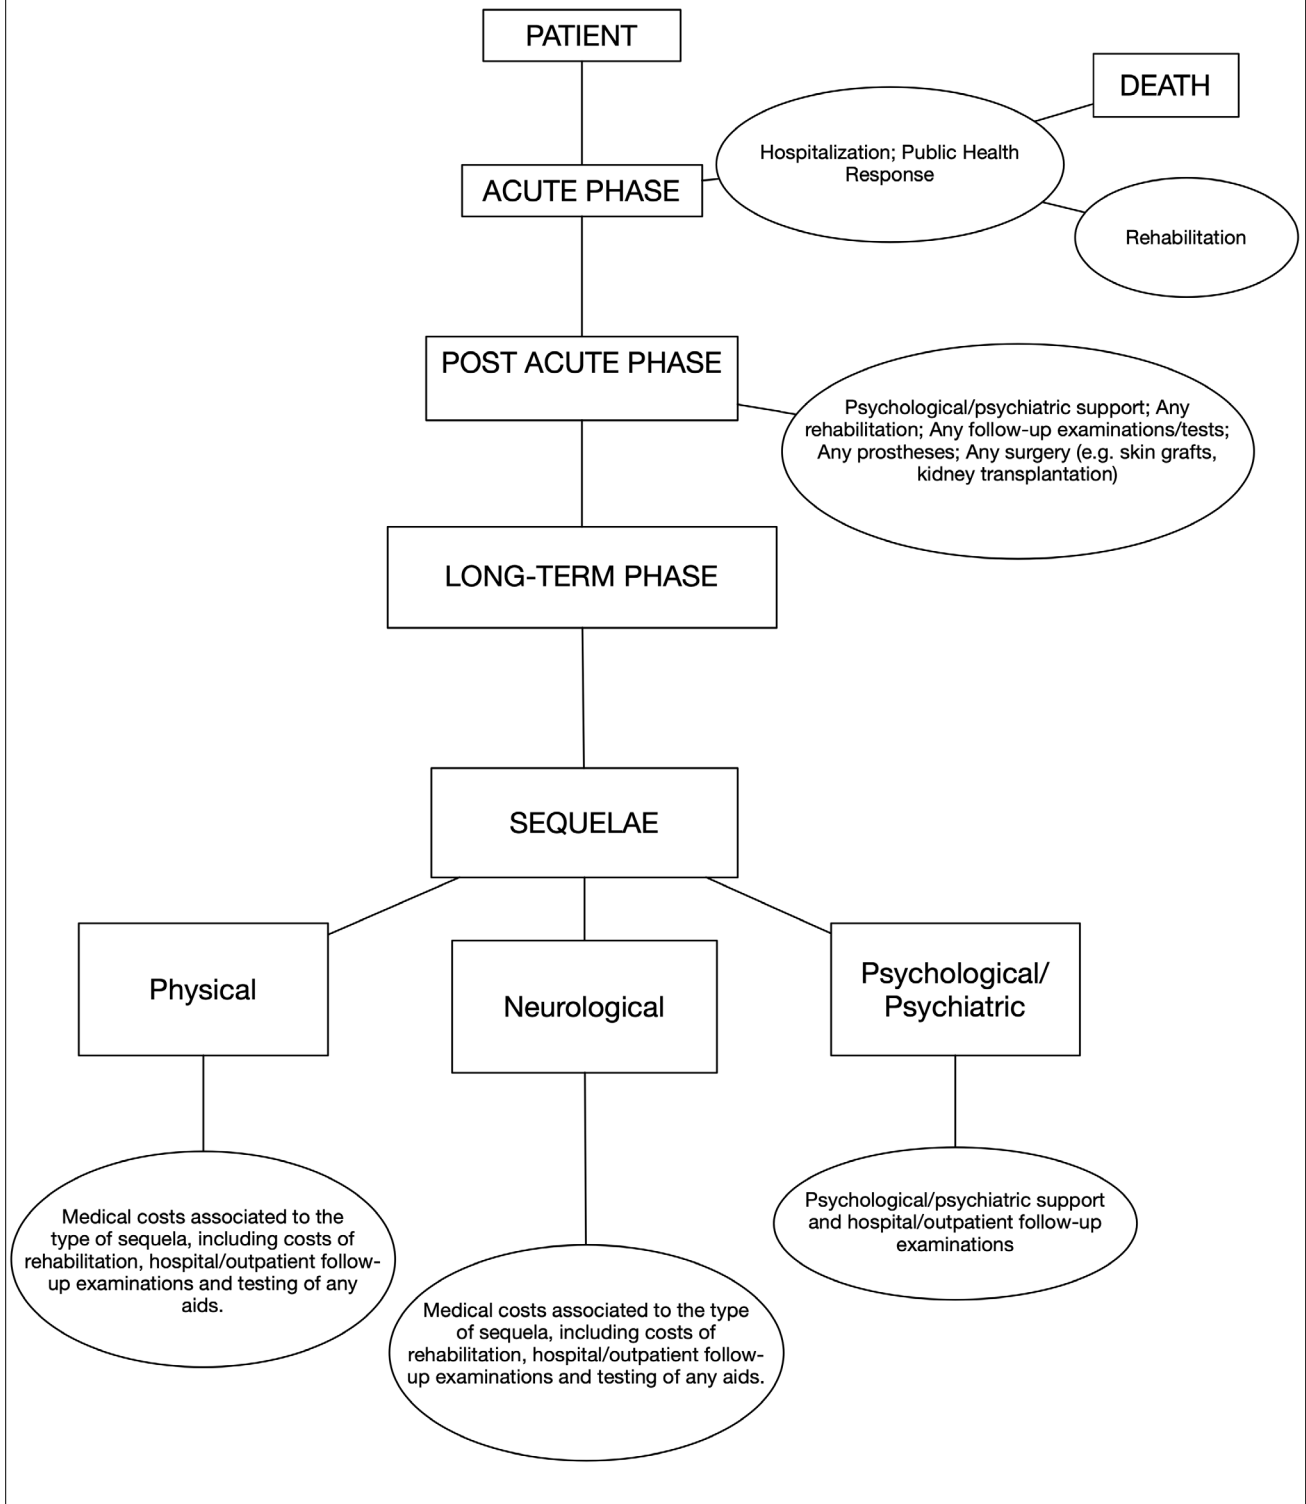 PATIENT
DEATH
Hospitalization; Public Health
Response
ACUTE PHASE
Rehabilitation
POST ACUTE PHASE
Psychological/psychiatric support; Any
rehabilitation; Any follow-up examinations/tests;
Any prostheses; Any surgery (e.g. skin grafts,
kidney transplantation)
LONG-TERM PHASE
SEQUELAE
Physical
Neurological
Psychological/
Psychiatric
Medical costs associated to the
type of sequela, including costs of
rehabilitation, hospital/outpatient follow-
up examinations and testing of any
aids.
Medical costs associated to the type
of sequela, including costs of
rehabilitation, hospital/outpatient follow-
up examinations and testing of any aids.
Psychological/psychiatric support
and hospital/outpatient follow-up
examinations